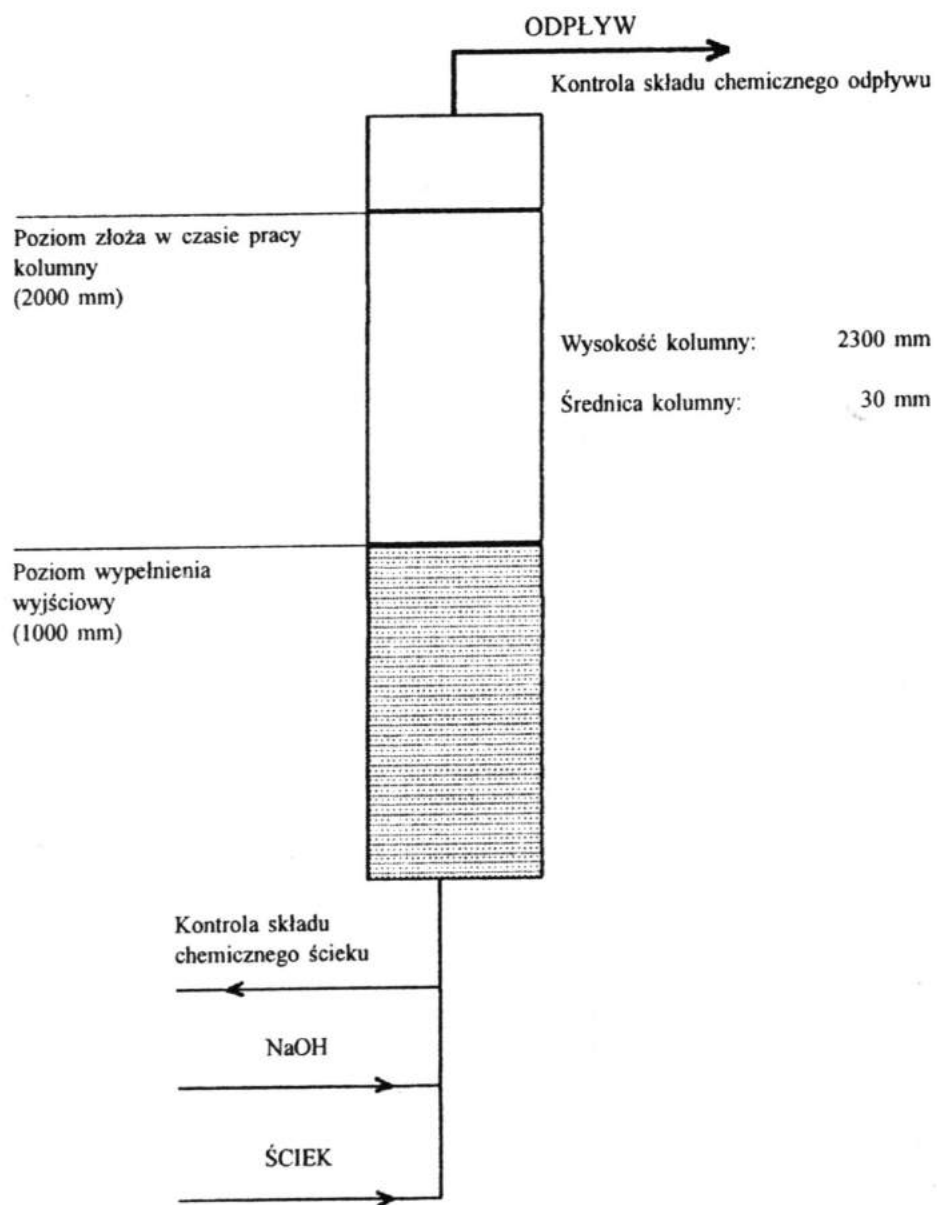 ODPŁYW
Kontrola składu chemicznego odpływu
Poziom złoża w czasie pracy
kolumny
(2000 mm)
Wysokość kolumny: 2300 mm
Średnica kolumny: 30 mm
Poziom wypełnienia
wyjściowy
(1000 mm)
Kontrola składu
chemicznego ścieku
NaOH
ŚCIEK